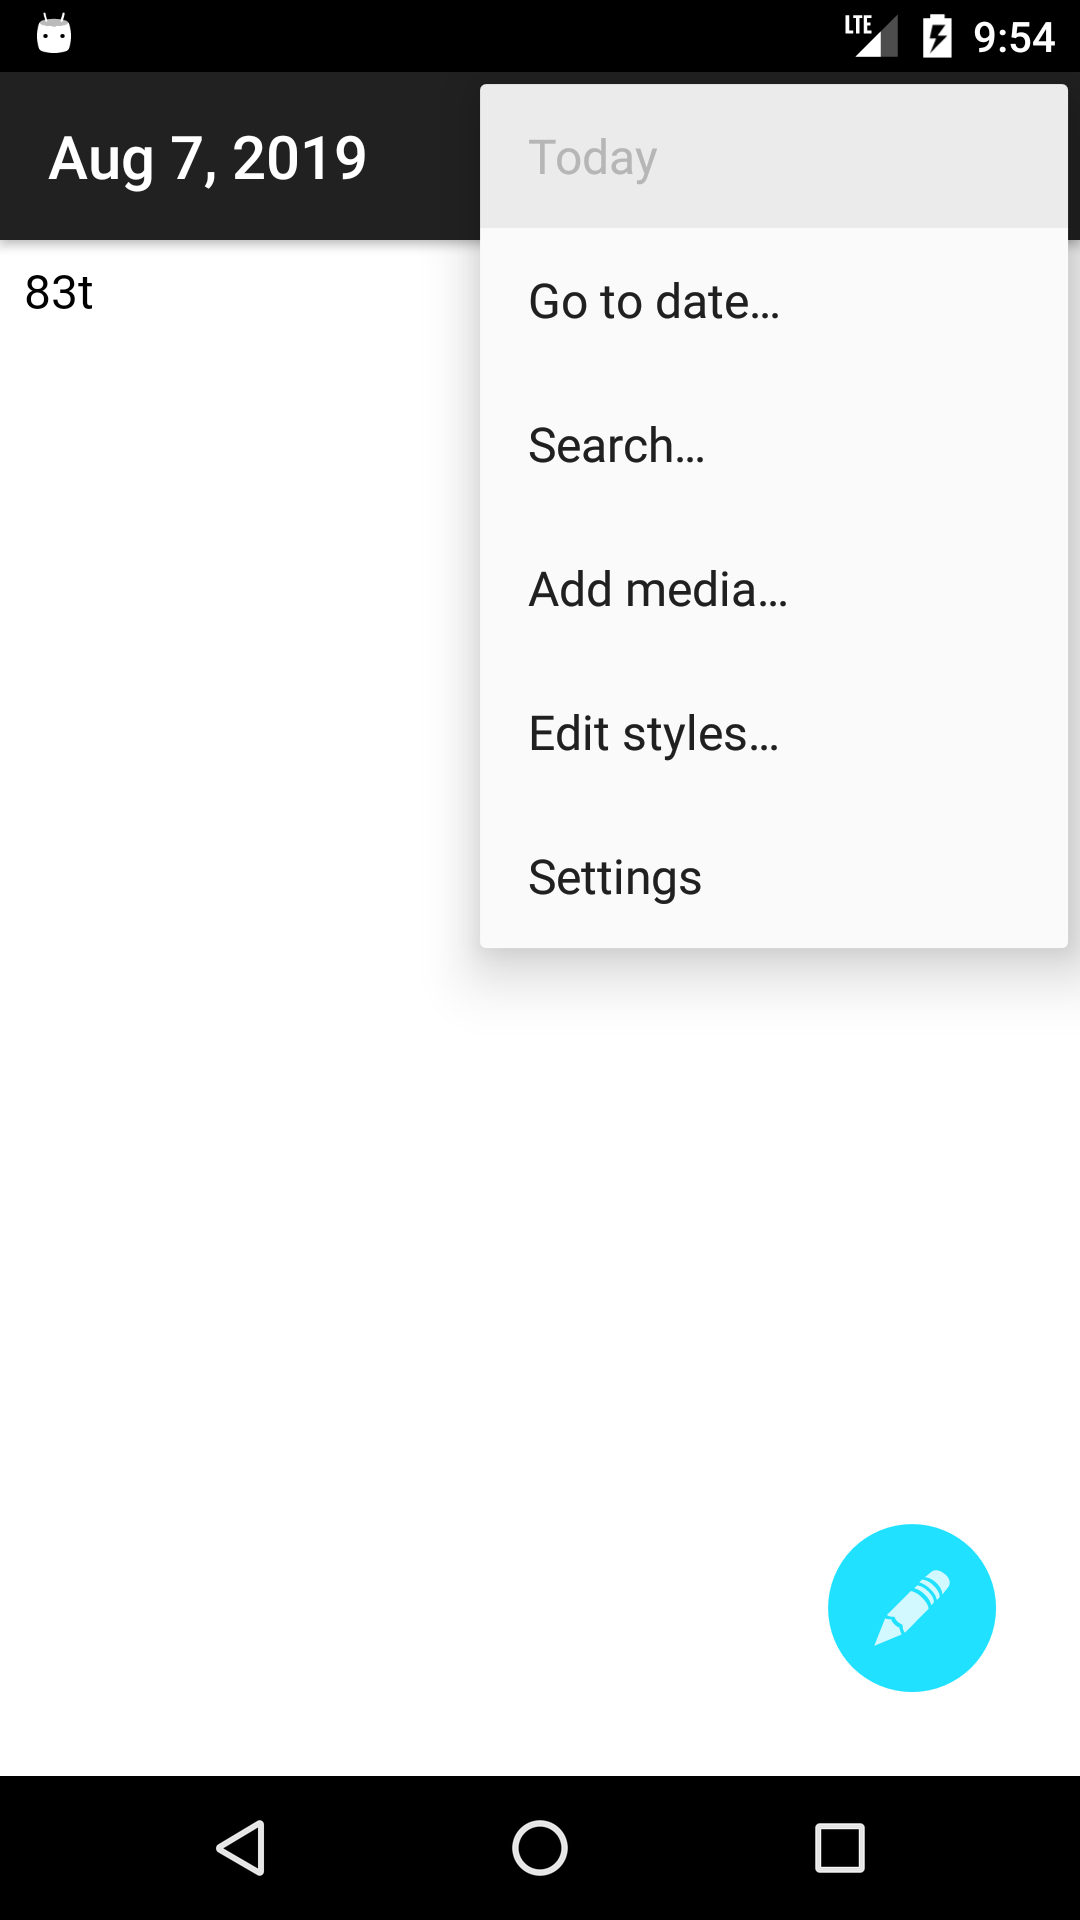 LTE 9:54
Aug 7, 2019
Today
83t
Go to date...
Search...
Add media...
Edit styles...
Settings